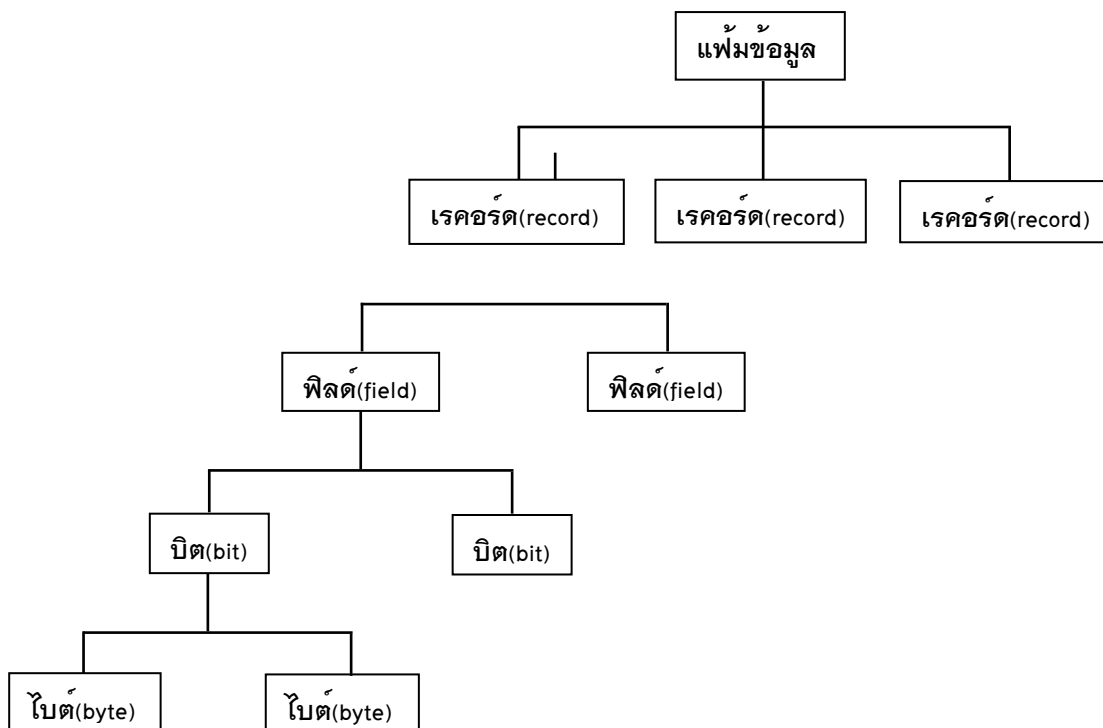 แฟ้มข้อมูล
เรคอร์ด(record)
เรคอร์ด(record)
เรคอร์ด(record)
ฟิลด์(field)
ฟิลด์(field)
บิต(bit)
บิต(bit)
ไบต์(byte)
ไบต์(byte)